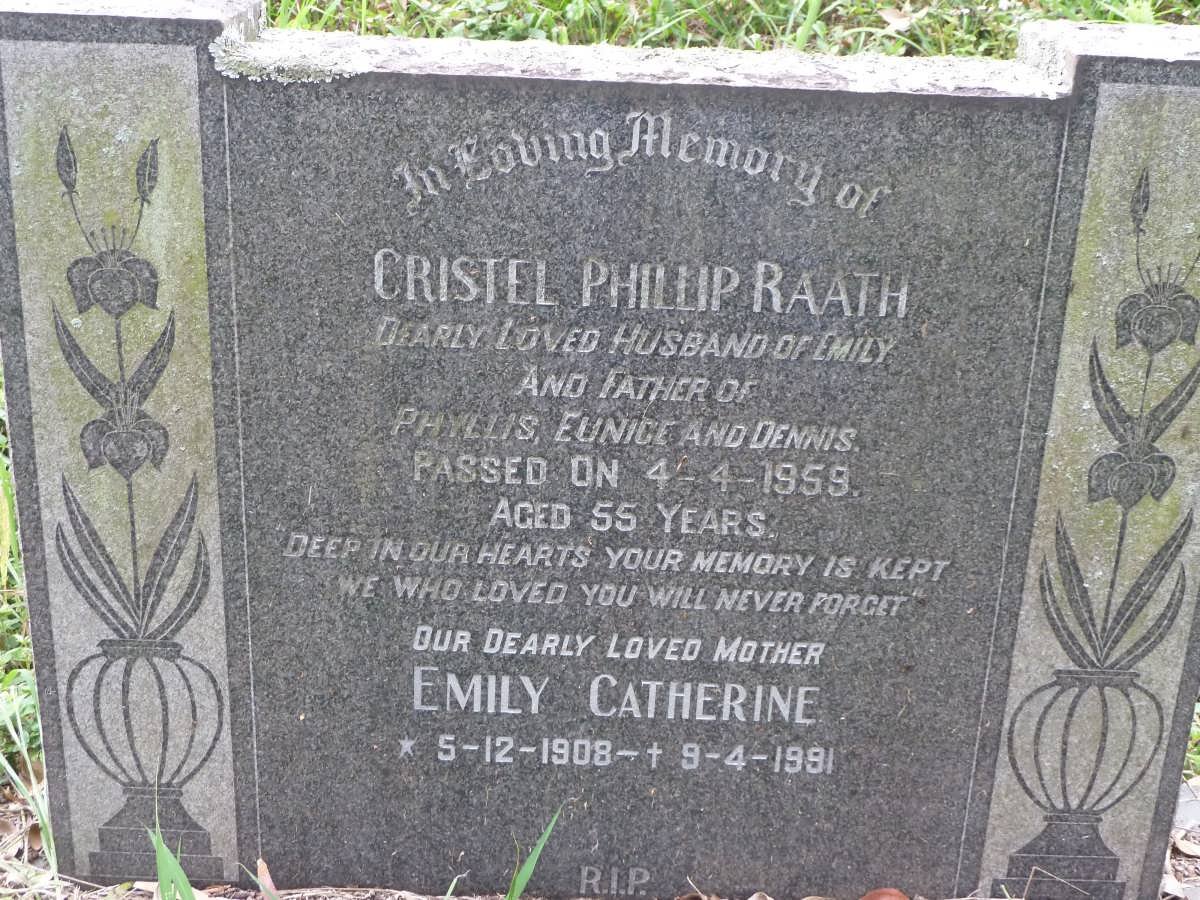 In Loving Memory of
CRISTEL PHILLIP RAATH
DEARLY LOVED HUSBAND OF EMILY
AND FATHER OF
PHYLLIS, EUNICE AND DENNIS.
PASSED ON 4-4-1959.
AGED 55 YEARS.
"DEEP IN OUR HEARTS YOUR MEMORY IS KEPT
WE WHO LOVED YOU WILL NEVER FORGET"
OUR DEARLY LOVED MOTHER
EMILY CATHERINE
★ 5-12-1908-† 9-4-1991
R.I.P.